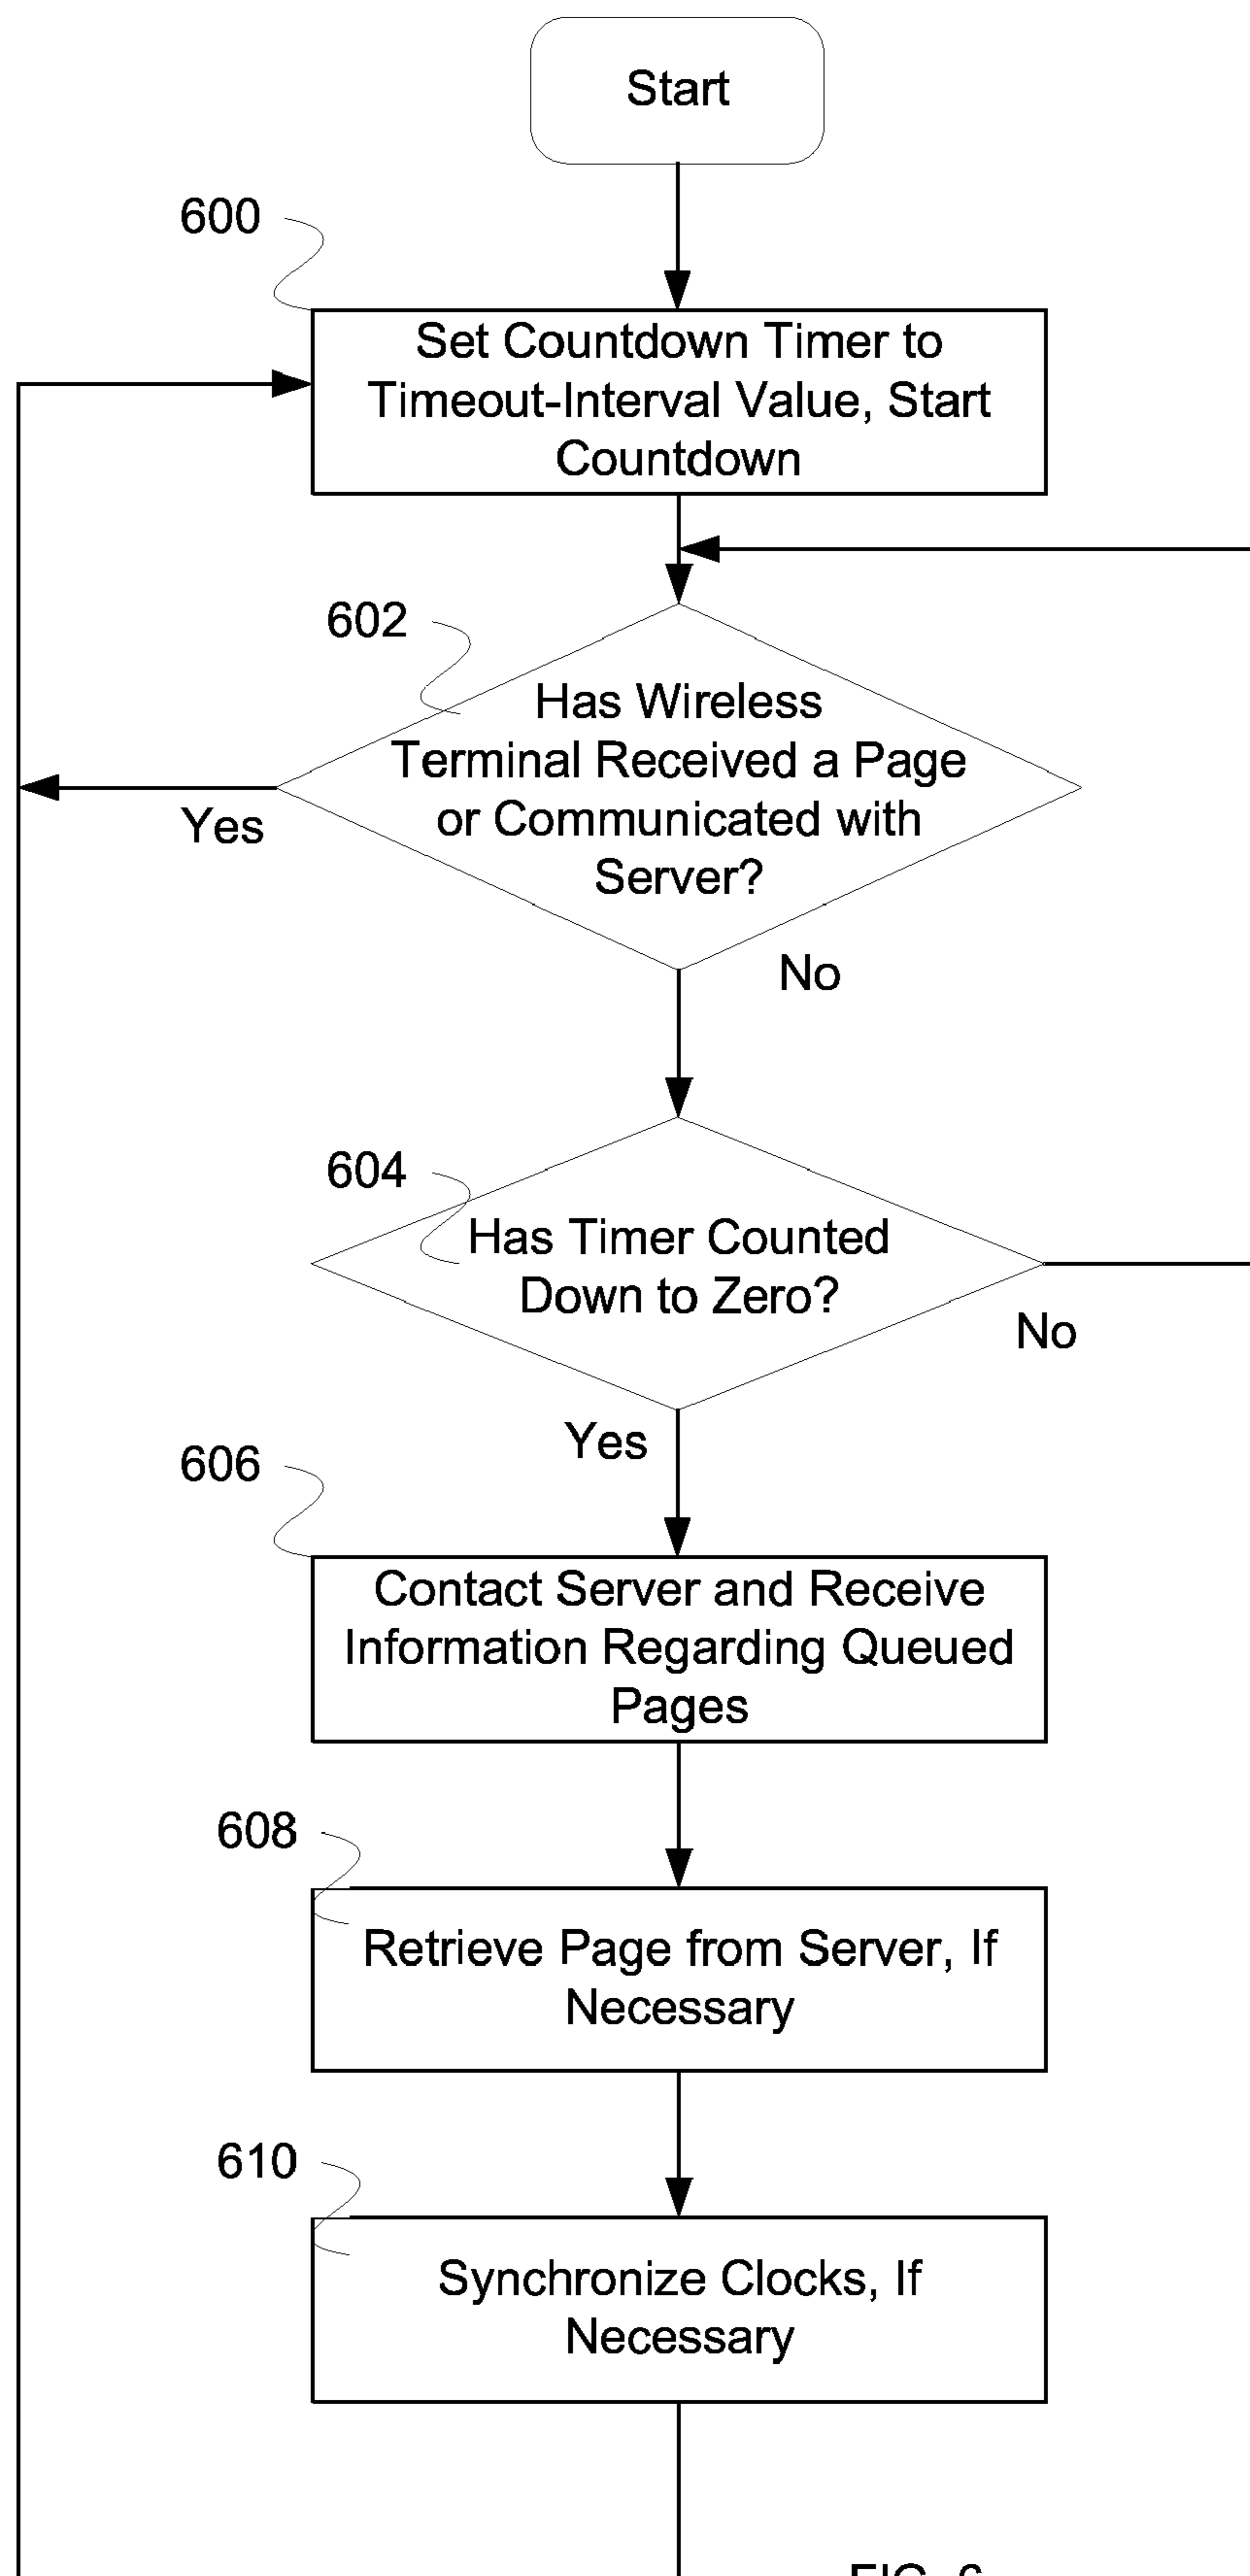 Start
600
Set Countdown Timer to
Timeout-Interval Value, Start
Countdown
602
Has Wireless
Terminal Received a Page
or Communicated with
Server?
Yes
No
604
Has Timer Counted
Down to Zero?
No
Yes
606
Contact Server and Receive
Information Regarding Queued
Pages
608
Retrieve Page from Server, If
Necessary
610
Synchronize Clocks, If
Necessary
FIG. 6